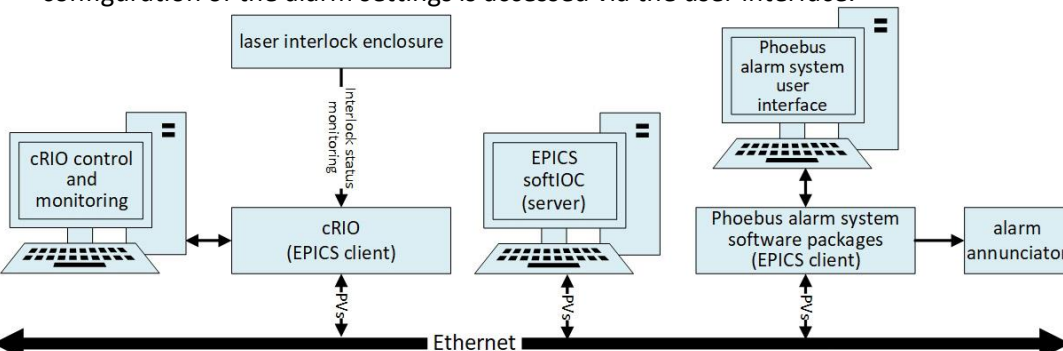 configuration of the alarm settings is accessed via the user interface.
laser interlock enclosure
Phoebus
alarm system
user
interface
Interlock status
monitoring
cRIO control
and
monitoring
EPICS
softIOC
(server)
cRIO
(EPICS client)
Phoebus alarm system
software packages
(EPICS client)
alarm
annunciator
PVs
PVs
PVs
Ethernet